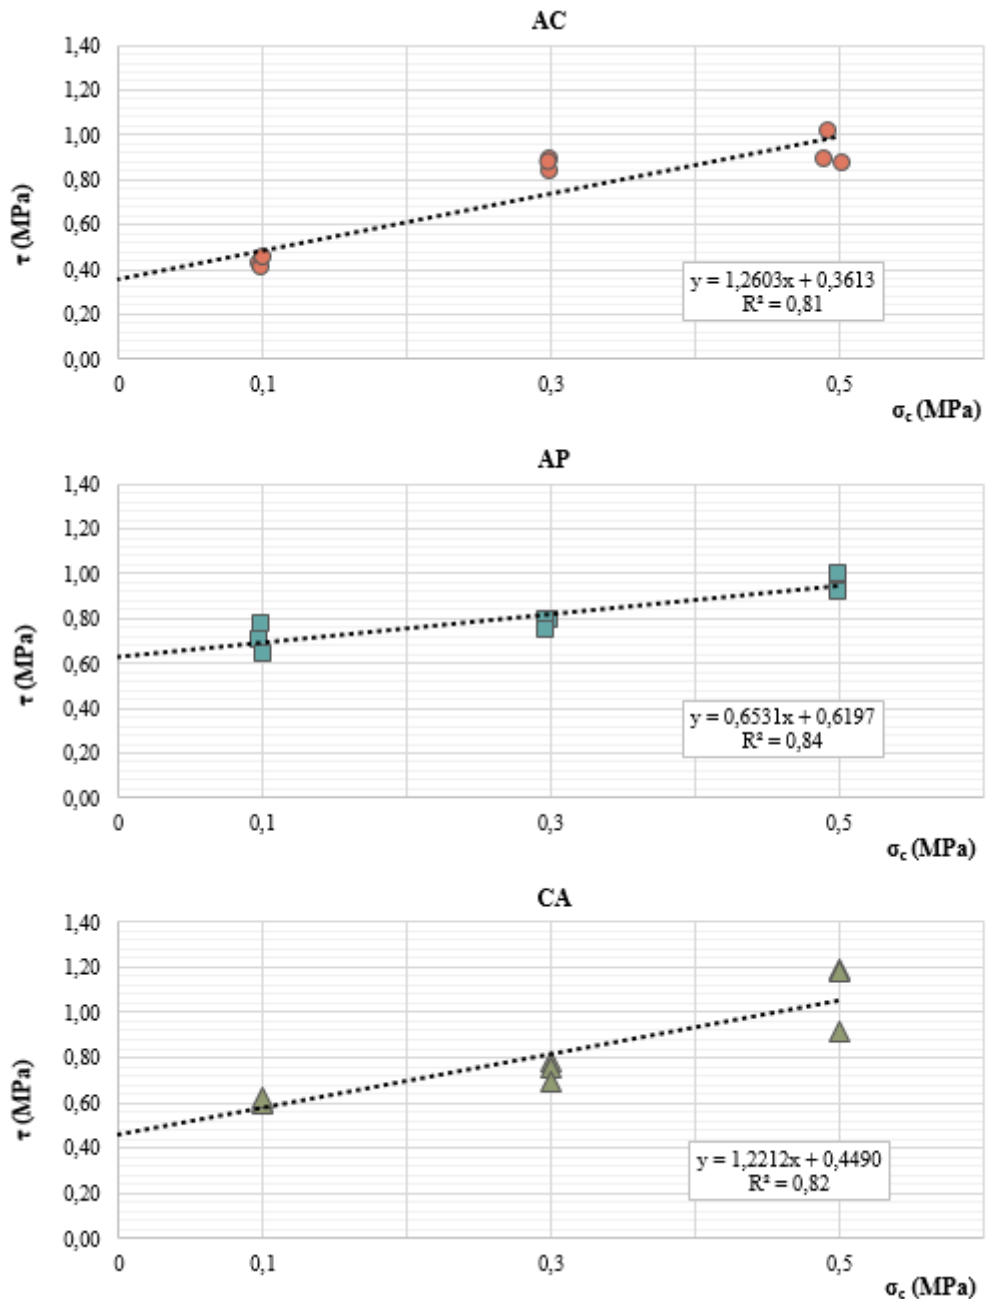 AC
1,40
1,20
1,00
0,80
0,60
0,40
0,20
0,00
τ (MPa)
y = 1,2603x + 0,3613
R² = 0,81
0 0,1 0,3 0,5
σc (MPa)
AP
1,40
1,20
1,00
0,80
0,60
0,40
0,20
0,00
τ (MPa)
y = 0,6531x + 0,6197
R² = 0,84
0 0,1 0,3 0,5
σc (MPa)
CA
1,40
1,20
1,00
0,80
0,60
0,40
0,20
0,00
τ (MPa)
y = 1,2212x + 0,4490
R² = 0,82
0 0,1 0,3 0,5
σc (MPa)